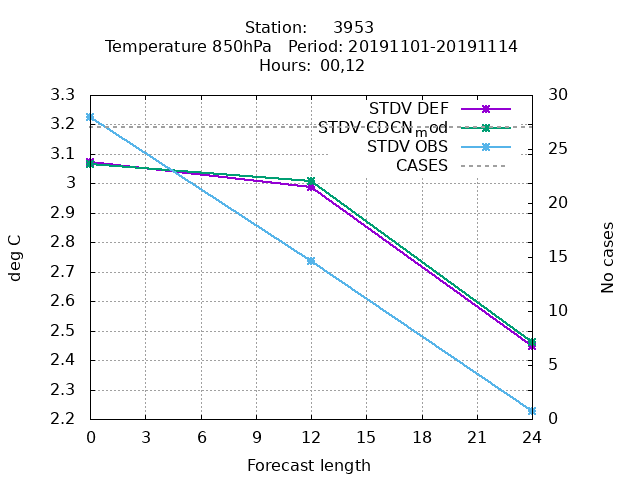 Station: 3953
Temperature 850hPa Period: 20191101-20191114
Hours: 00,12
3.3
3.2
3.1
3
2.9
2.8
2.7
2.6
2.5
2.4
2.3
2.2
deg C
STDV DEF
STDV CDCN_mod
STDV OBS
CASES
30
25
20
15
10
5
0
No cases
0 3 6 9 12 15 18 21 24
Forecast length